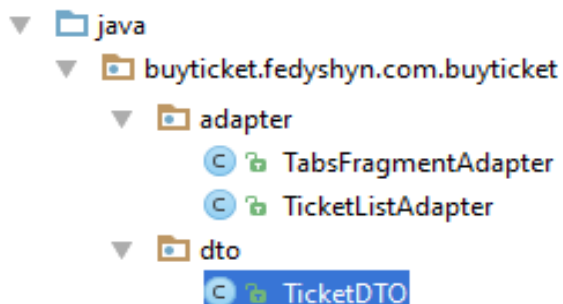 java
buyticket.fedyshyn.com.buyticket
adapter
C TabsFragmentAdapter
C TicketListAdapter
dto
C TicketDTO